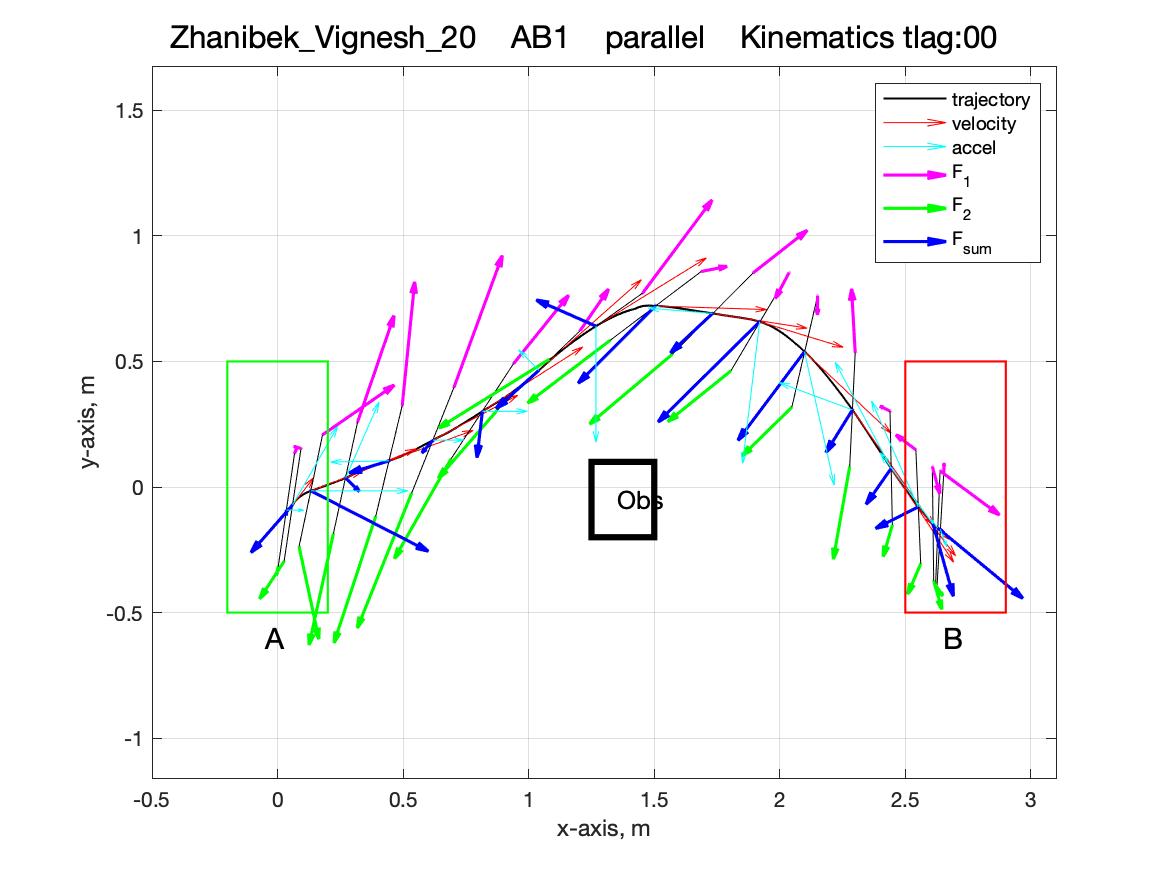 Zhanibek_Vignesh_20 AB1 parallel Kinematics tlag:00
trajectory
velocity
accel
F1
F2
Fsum
1.5
1
0.5
0
-0.5
-1
y-axis, m
Obs
A
B
-0.5 0 0.5 1 1.5 2 2.5 3
x-axis, m